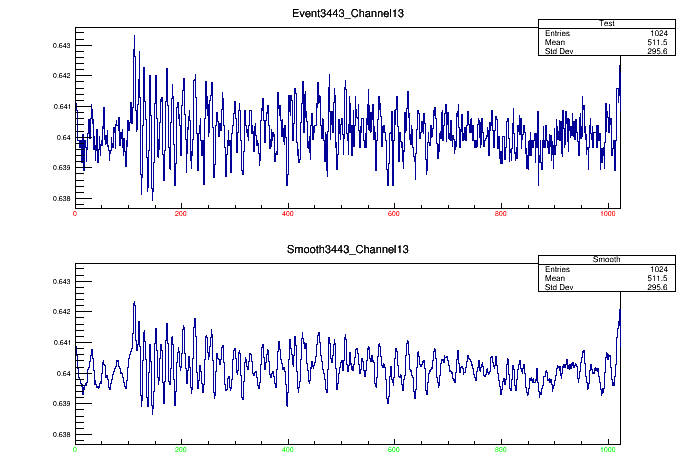 Event3443_Channel13
Test
Entries 1024
Mean 511.5
Std Dev 295.6
0.643
0.642
0.641
0.64
0.639
0.638
0 200 400 600 800 1000
Smooth3443_Channel13
Smooth
Entries 1024
Mean 511.5
Std Dev 295.6
0.643
0.642
0.641
0.64
0.639
0.638
0 200 400 600 800 1000